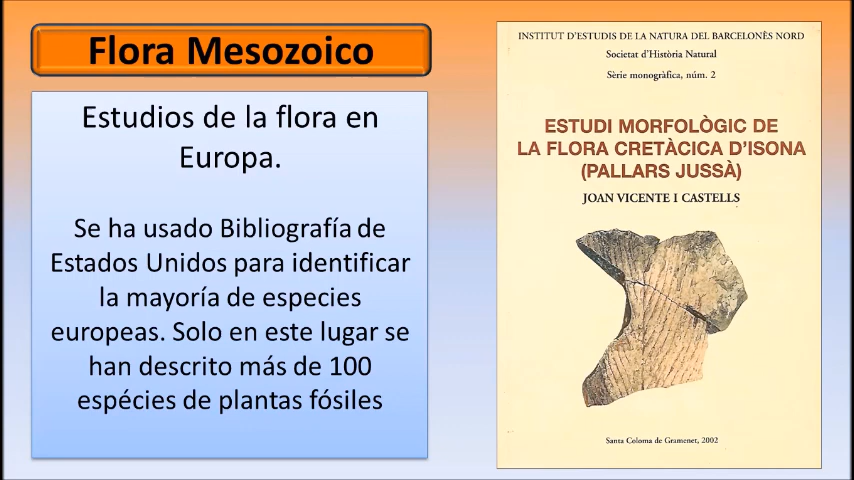 Flora Mesozoico
Estudios de la flora en
Europa.
Se ha usado Bibliografía de
Estados Unidos para identificar
la mayoría de especies
europeas. Solo en este lugar se
han descrito más de 100
espécies de plantas fósiles
INSTITUT D'ESTUDIS DE LA NATURA DEL BARCELONÈS NORD
Societat d'Història Natural
Sèrie monogràfica, núm. 2
ESTUDI MORFOLÒGIC DE
LA FLORA CRETÀCICA D'ISONA
(PALLARS JUSSÀ)
JOAN VICENTE I CASTELLS
Santa Coloma de Gramenet, 2002